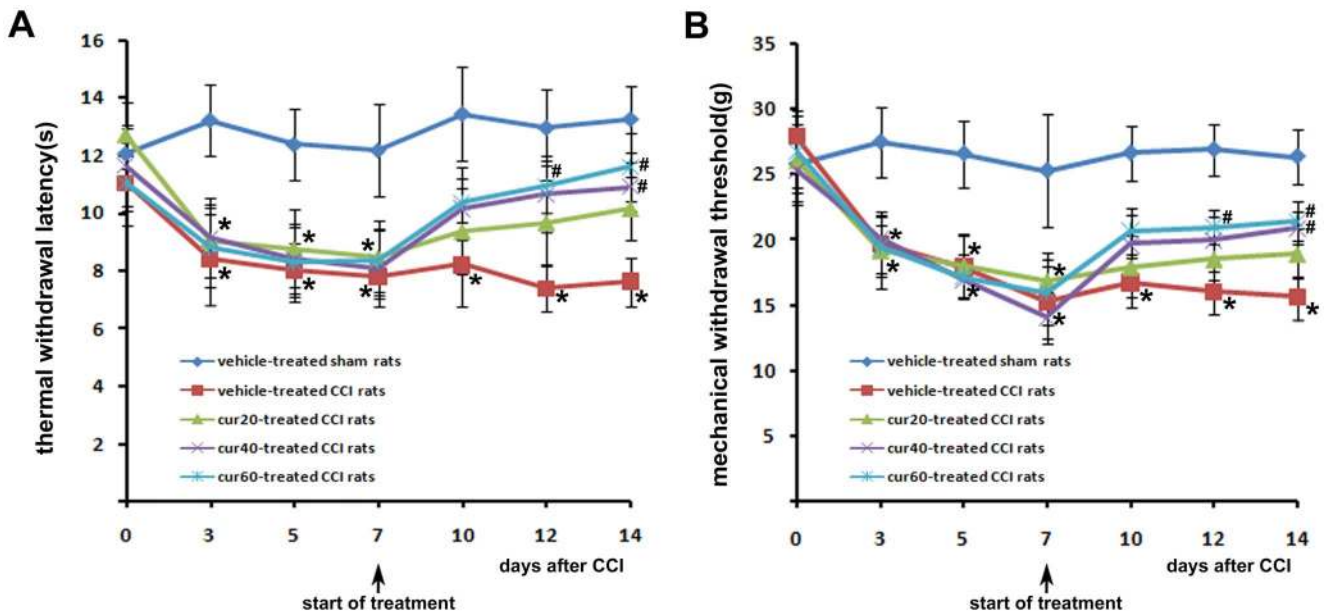 A
thermal withdrawal latency(s)
16
14
12
10
8
6
4
2
*
*
*
*
*
*
*
*
*
#
#
#
vehicle-treated sham rats
vehicle-treated CCI rats
cur20-treated CCI rats
cur40-treated CCI rats
cur60-treated CCI rats
0 3 5 7 10 12 14
days after CCI
start of treatment
B
mechanical withdrawal threshold(g)
35
30
25
20
15
10
5
*
*
*
*
*
*
*
*
*
#
#
#
vehicle-treated sham rats
vehicle-treated CCI rats
cur20-treated CCI rats
cur40-treated CCI rats
cur60-treated CCI rats
0 3 5 7 10 12 14
days after CCI
start of treatment